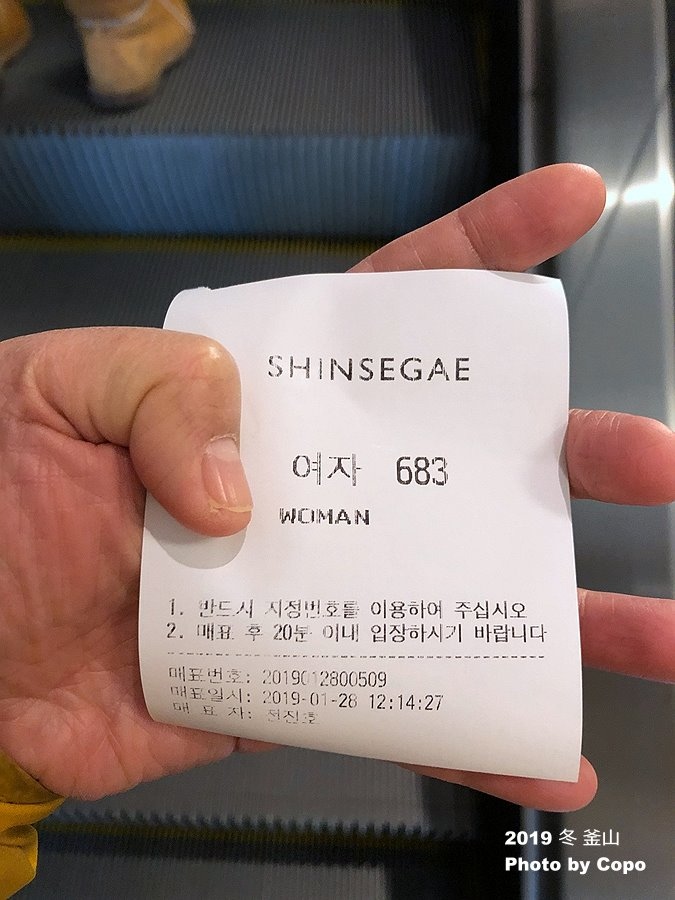 SHINSEGAE
여자 683
WOMAN
1. 반드시 지정번호를 이용하여 주십시오
2. 매표 후 20분 이내 입장하시기 바랍니다
매표번호: 2019012800509
매표일시: 2019-01-28 12:14:27
매 표 자: 전진호
2019 冬 釜山
Photo by Copo